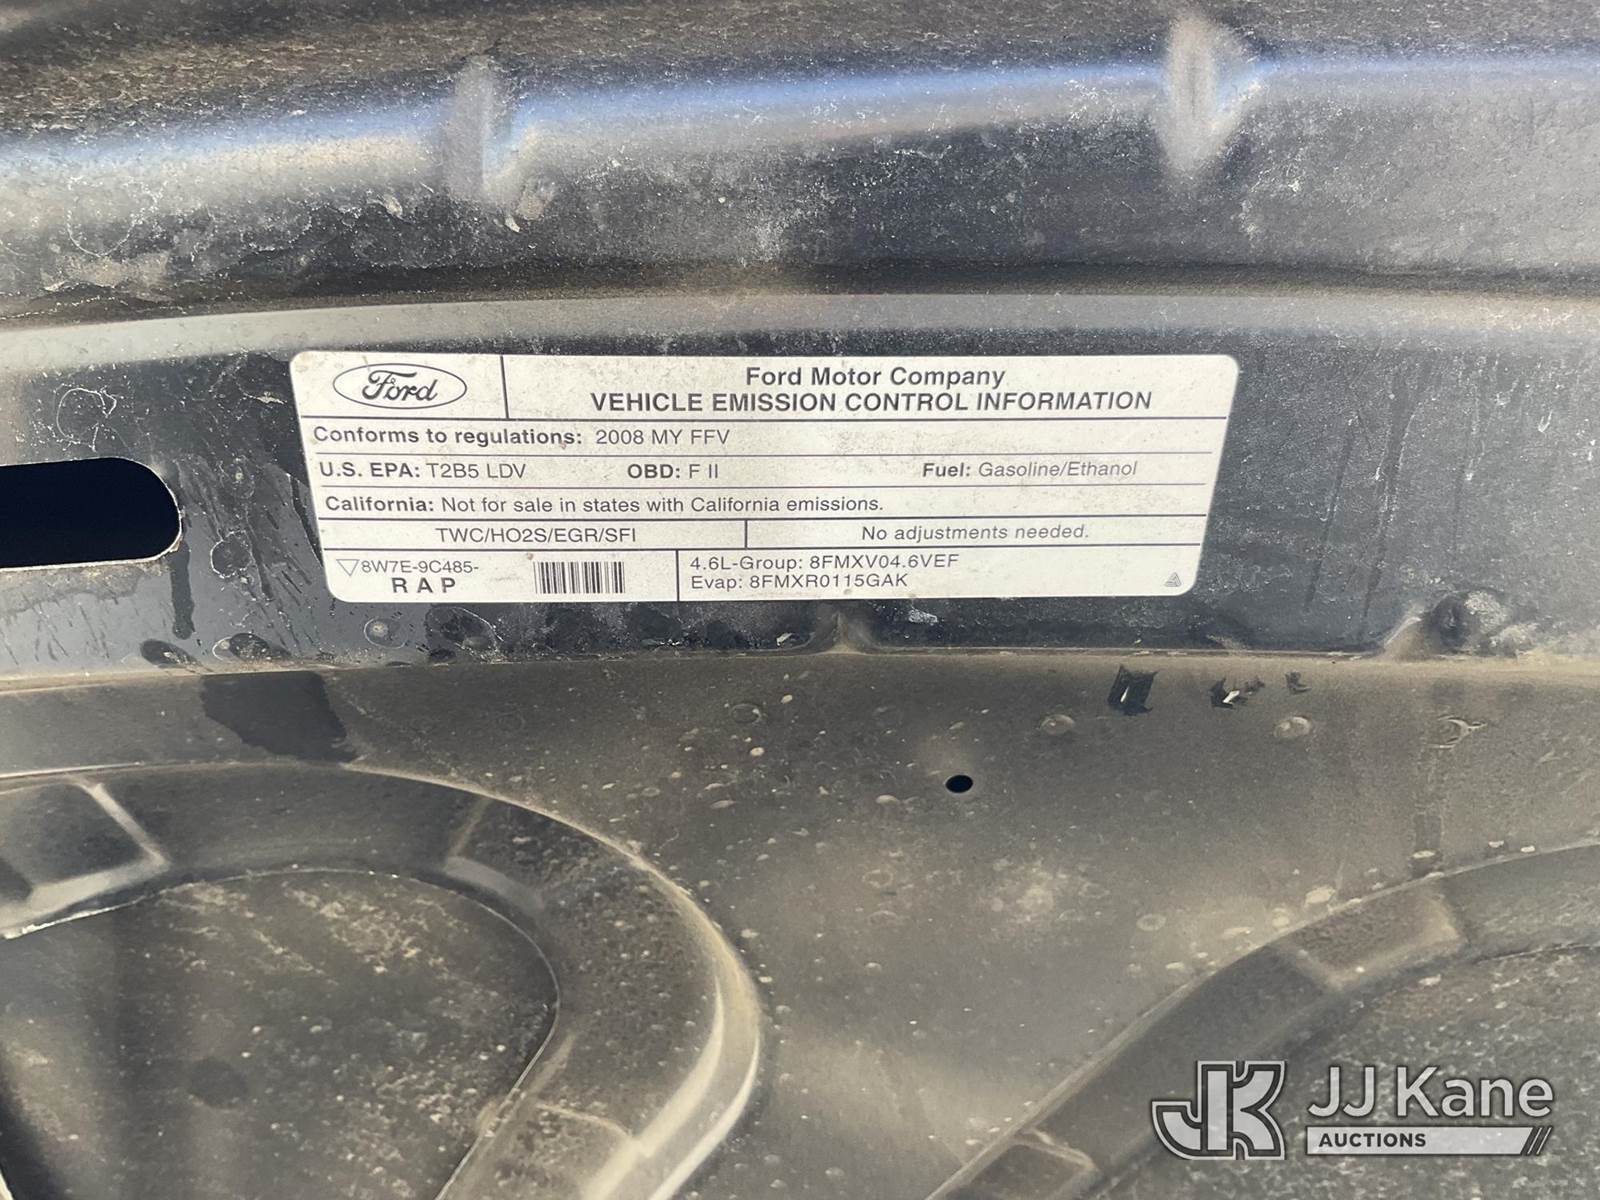 Ford
Ford Motor Company
VEHICLE EMISSION CONTROL INFORMATION
Conforms to regulations: 2008 MY FFV
U.S. EPA: T2B5 LDV OBD: F II Fuel: Gasoline/Ethanol
California: Not for sale in states with California emissions.
TWC/HO2S/EGR/SFI No adjustments needed.
8W7E-9C485-
RAP
4.6L-Group: 8FMXV04.6VEF
Evap: 8FMXR0115GAK
JK JJ Kane
AUCTIONS